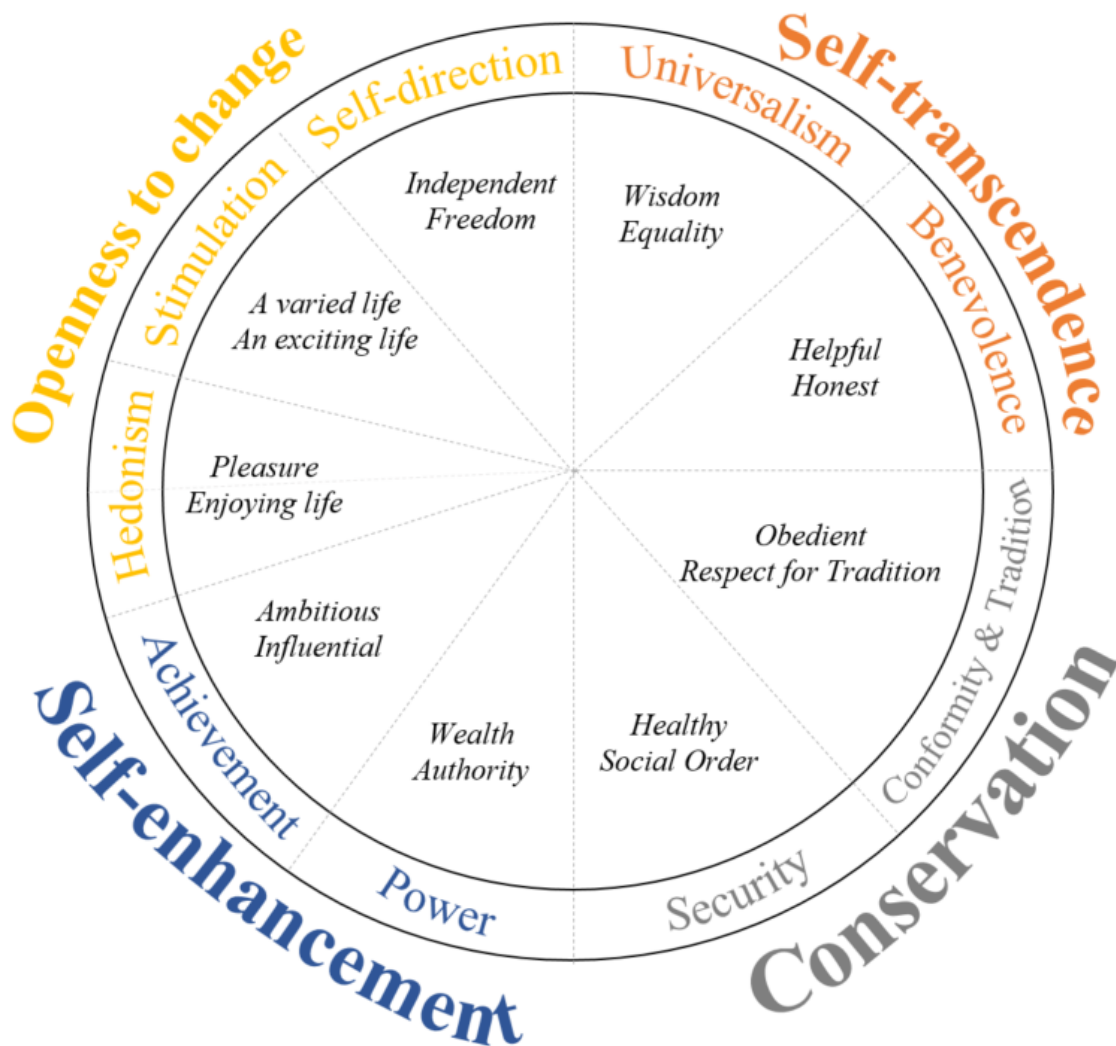 Openness to change
Self-transcendence
Self-direction
Universalism
Stimulation
Benevolence
Independent
Freedom
Wisdom
Equality
A varied life
An exciting life
Helpful
Honest
Hedonism
Pleasure
Enjoying life
Obedient
Respect for Tradition
Conformity & Tradition
Ambitious
Influential
Achievement
Wealth
Authority
Healthy
Social Order
Power
Security
Self-enhancement
Conservation